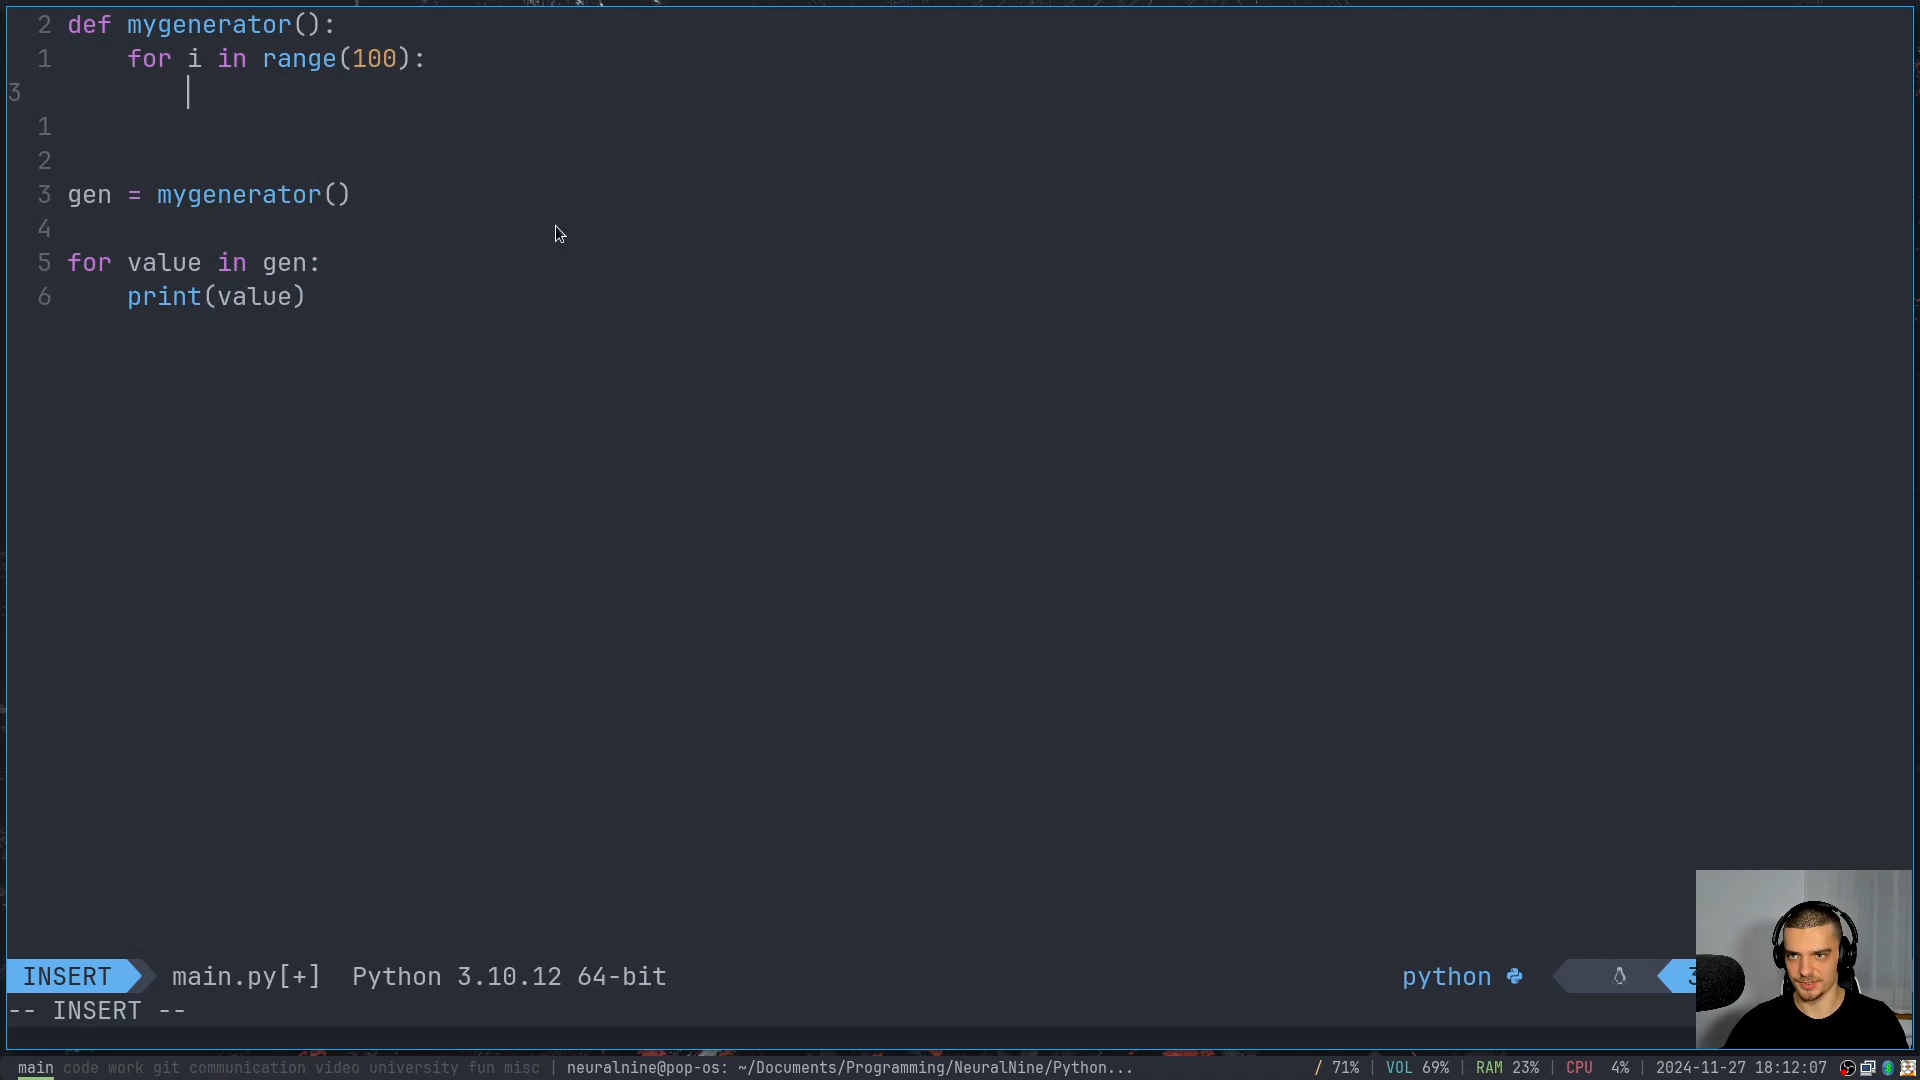 2 def mygenerator():
1     for i in range(100):
3
1
2
3 gen = mygenerator()
4
5 for value in gen:
6     print(value)
INSERT main.py[+] Python 3.10.12 64-bit python
-- INSERT --
main code work git communication video university fun misc | neuralnine@pop-os: ~/Documents/Programming/NeuralNine/Python... / 71% | VOL 69% | RAM 23% | CPU 4% | 2024-11-27 18:12:07